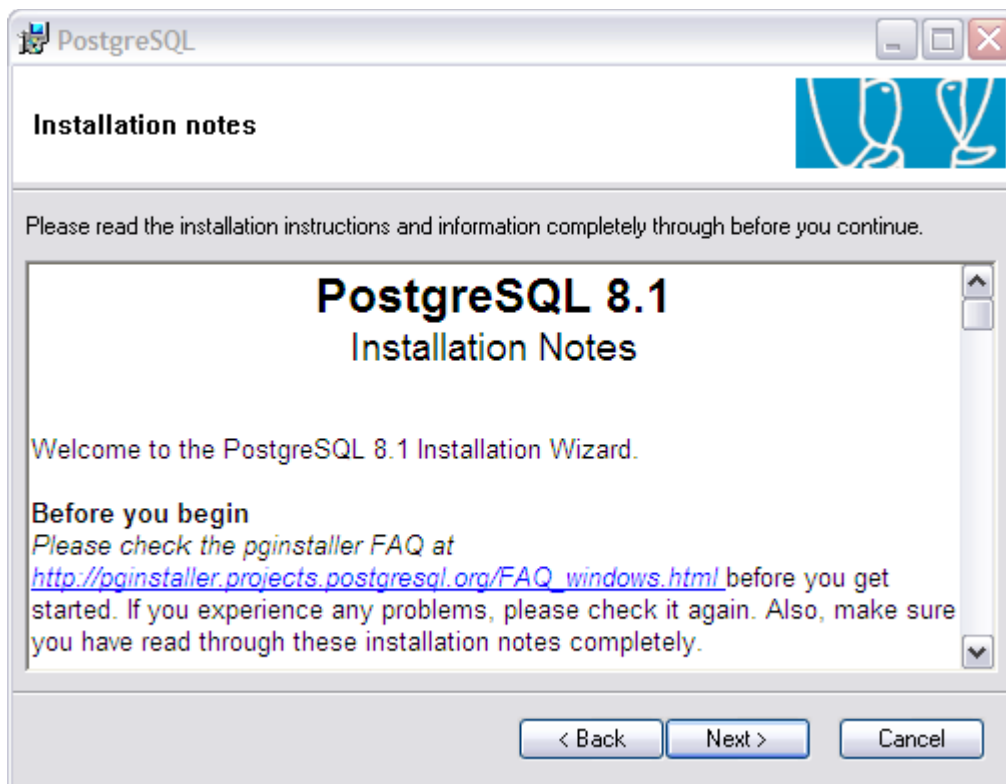 PostgreSQL
Installation notes
Please read the installation instructions and information completely through before you continue.
PostgreSQL 8.1
Installation Notes
Welcome to the PostgreSQL 8.1 Installation Wizard.
Before you begin
Please check the pginstaller FAQ at
http://pginstaller.projects.postgresql.org/FAQ_windows.html before you get
started. If you experience any problems, please check it again. Also, make sure
you have read through these installation notes completely.
< Back
Next >
Cancel